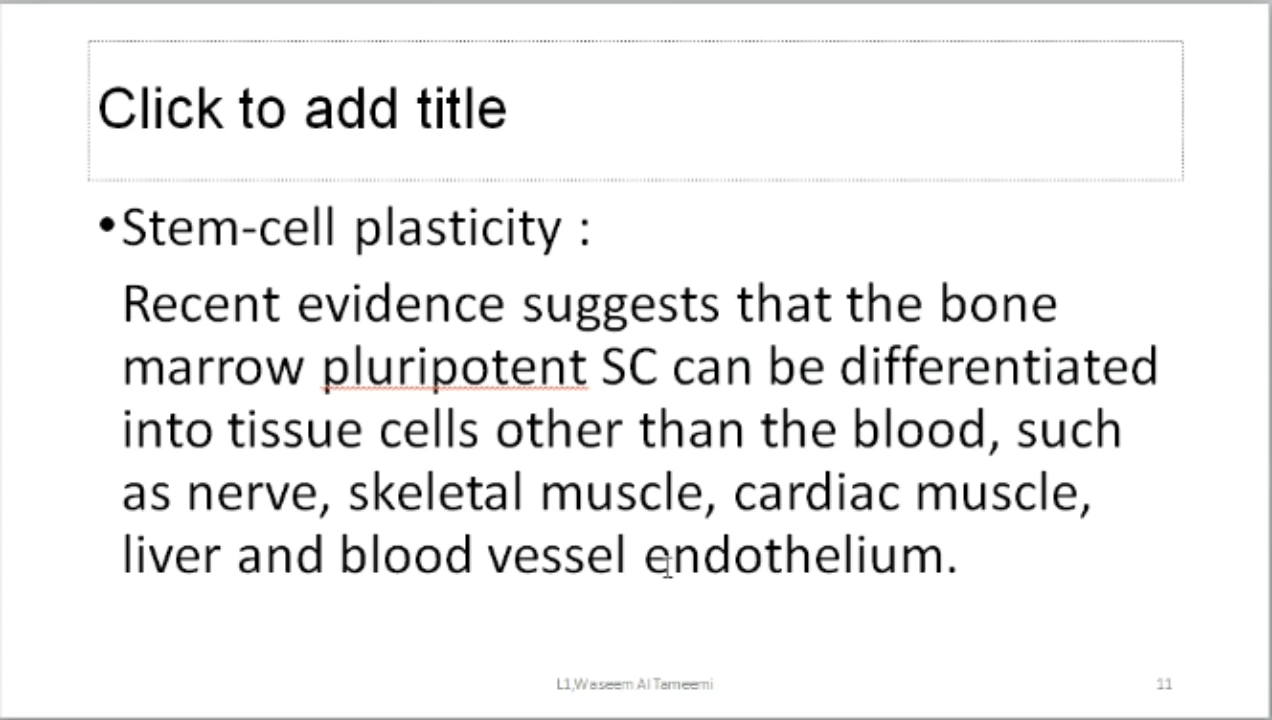 Click to add title
•Stem-cell plasticity :
Recent evidence suggests that the bone
marrow pluripotent SC can be differentiated
into tissue cells other than the blood, such
as nerve, skeletal muscle, cardiac muscle,
liver and blood vessel endothelium.
L1,Waseem Al Tameemi
11